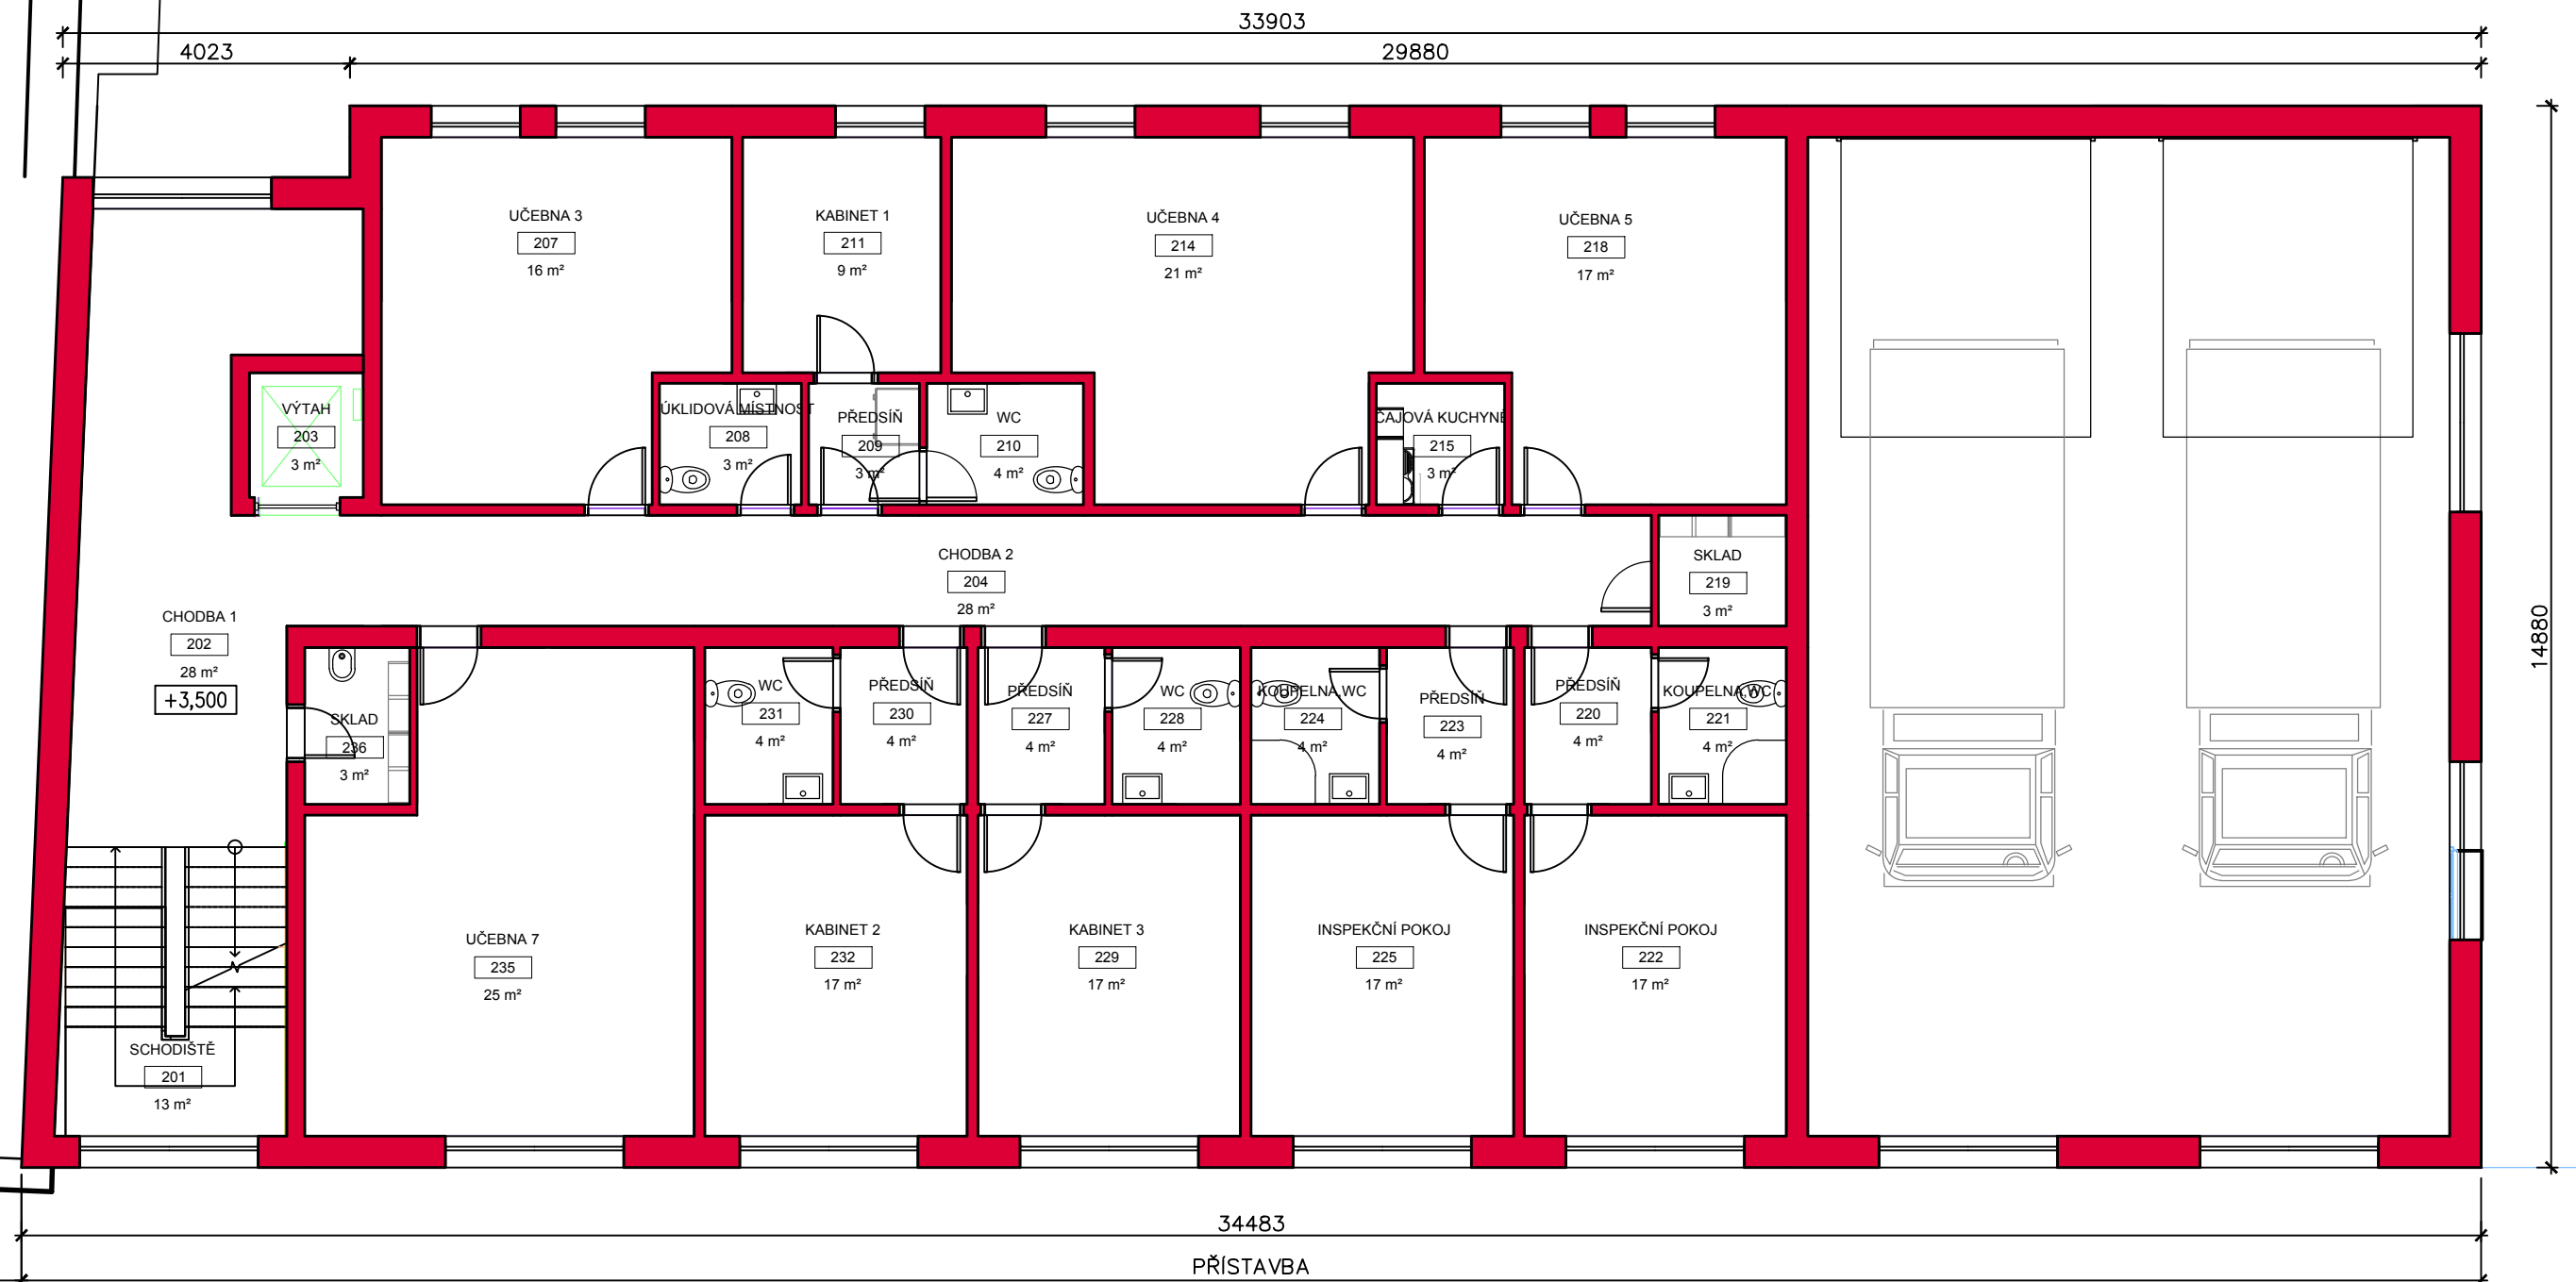 33903
4023
29880
UČEBNA 3
207
16 m²
KABINET 1
211
9 m²
UČEBNA 4
214
21 m²
UČEBNA 5
218
17 m²
VÝTAH
203
3 m²
ÚKLIDOVÁ MÍSTNOST
208
3 m²
PŘEDSÍŇ
209
3 m²
WC
210
4 m²
ČAJOVÁ KUCHYNĚ
215
3 m²
CHODBA 2
204
28 m²
SKLAD
219
3 m²
14880
CHODBA 1
202
28 m²
+3,500
SKLAD
236
3 m²
WC
231
4 m²
PŘEDSÍŇ
230
4 m²
PŘEDSÍŇ
227
4 m²
WC
228
4 m²
KOUPELNA,WC
224
4 m²
PŘEDSÍŇ
223
4 m²
PŘEDSÍŇ
220
4 m²
KOUPELNA,WC
221
4 m²
UČEBNA 7
235
25 m²
KABINET 2
232
17 m²
KABINET 3
229
17 m²
INSPEKČNÍ POKOJ
225
17 m²
INSPEKČNÍ POKOJ
222
17 m²
SCHODIŠTĚ
201
13 m²
34483
PŘÍSTAVBA